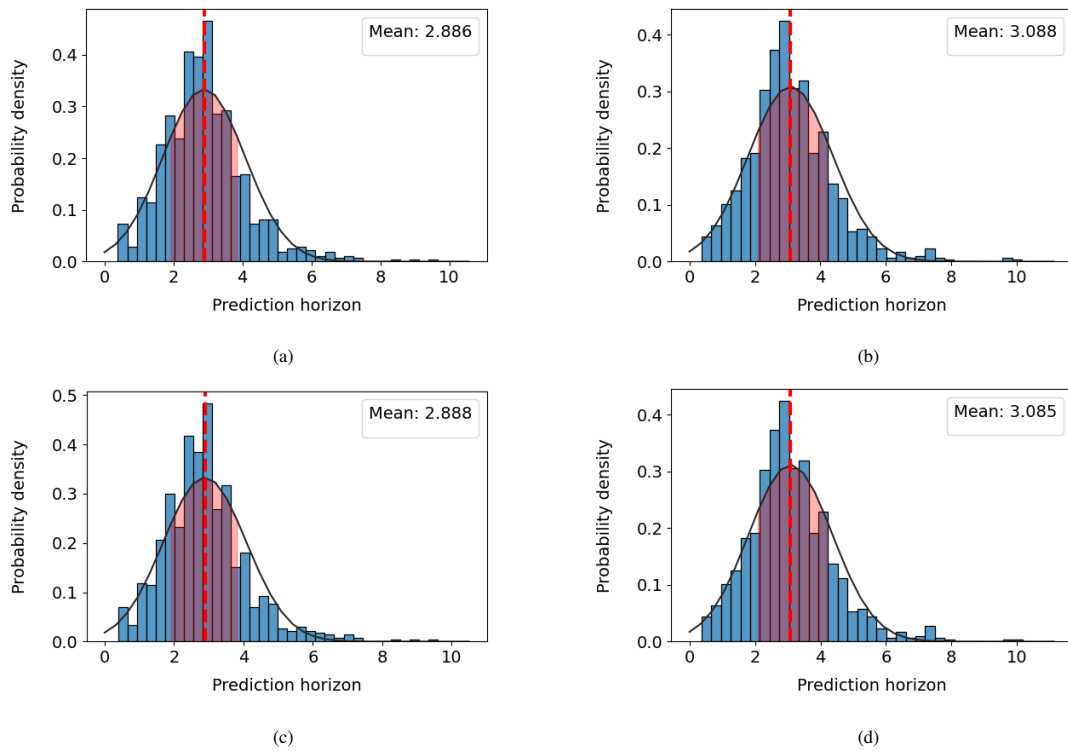 Mean: 2.886
Probability density
0.4
0.3
0.2
0.1
0.0
0 2 4 6 8 10
Prediction horizon
(a)
Mean: 3.088
Probability density
0.4
0.3
0.2
0.1
0.0
0 2 4 6 8 10
Prediction horizon
(b)
Mean: 2.888
Probability density
0.5
0.4
0.3
0.2
0.1
0.0
0 2 4 6 8 10
Prediction horizon
(c)
Mean: 3.085
Probability density
0.4
0.3
0.2
0.1
0.0
0 2 4 6 8 10
Prediction horizon
(d)